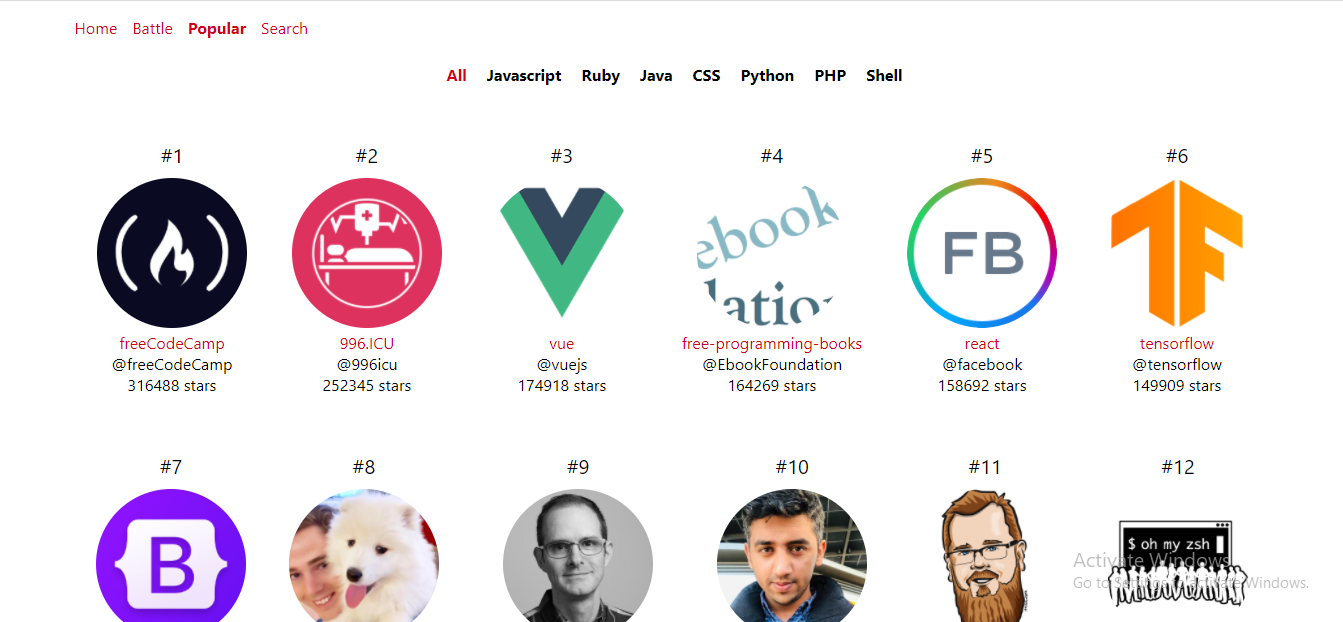 Home Battle Popular Search
All Javascript Ruby Java CSS Python PHP Shell
#1 #2 #3 #4 #5 #6
ebook
dation
FB
freeCodeCamp 996.ICU vue free-programming-books react tensorflow
@freeCodeCamp @996icu @vuejs @EbookFoundation @facebook @tensorflow
316488 stars 252345 stars 174918 stars 164269 stars 158692 stars 149909 stars
#7 #8 #9 #10 #11 #12
B
$ oh my zsh
Activate Windows
Go to Settings to activate Windows.